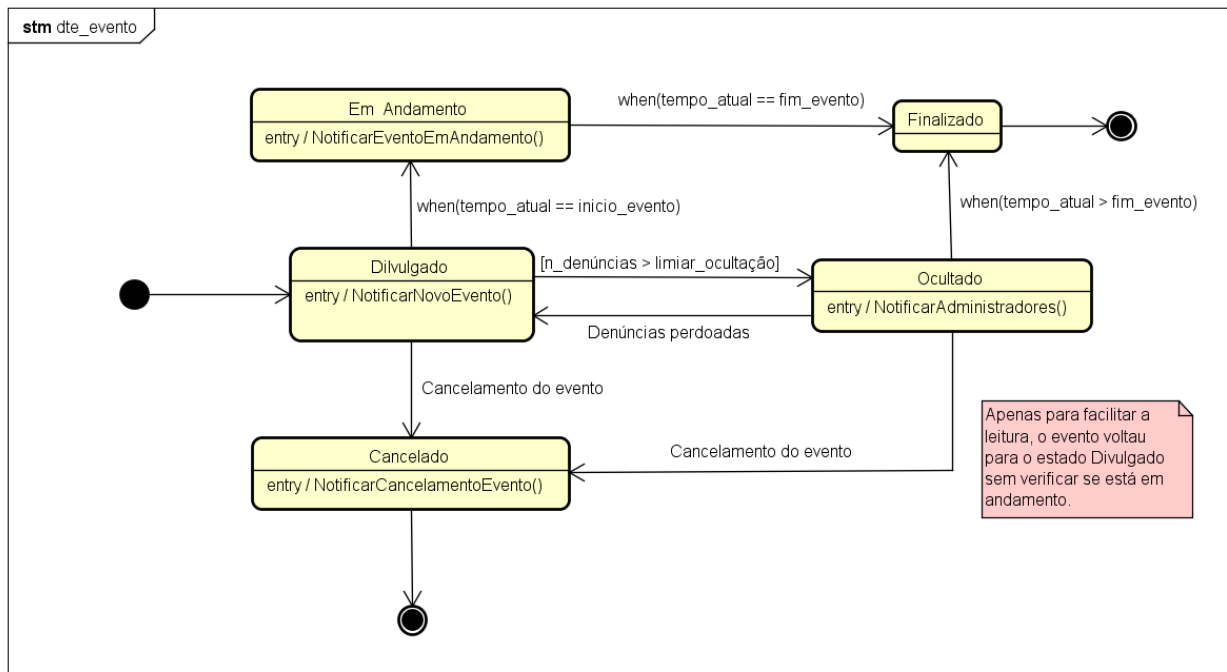 stm dte_evento
Em Andamento
entry / NotificarEventoEmAndamento()
when(tempo_atual == fim_evento)
Finalizado
when(tempo_atual == inicio_evento)
when(tempo_atual > fim_evento)
Dilvulgado
entry / NotificarNovoEvento()
[n_denúncias > limiar_ocultação]
Ocultado
entry / NotificarAdministradores()
Denúncias perdoadas
Cancelamento do evento
Cancelado
entry / NotificarCancelamentoEvento()
Cancelamento do evento
Apenas para facilitar a
leitura, o evento voltau
para o estado Divulgado
sem verificar se está em
andamento.